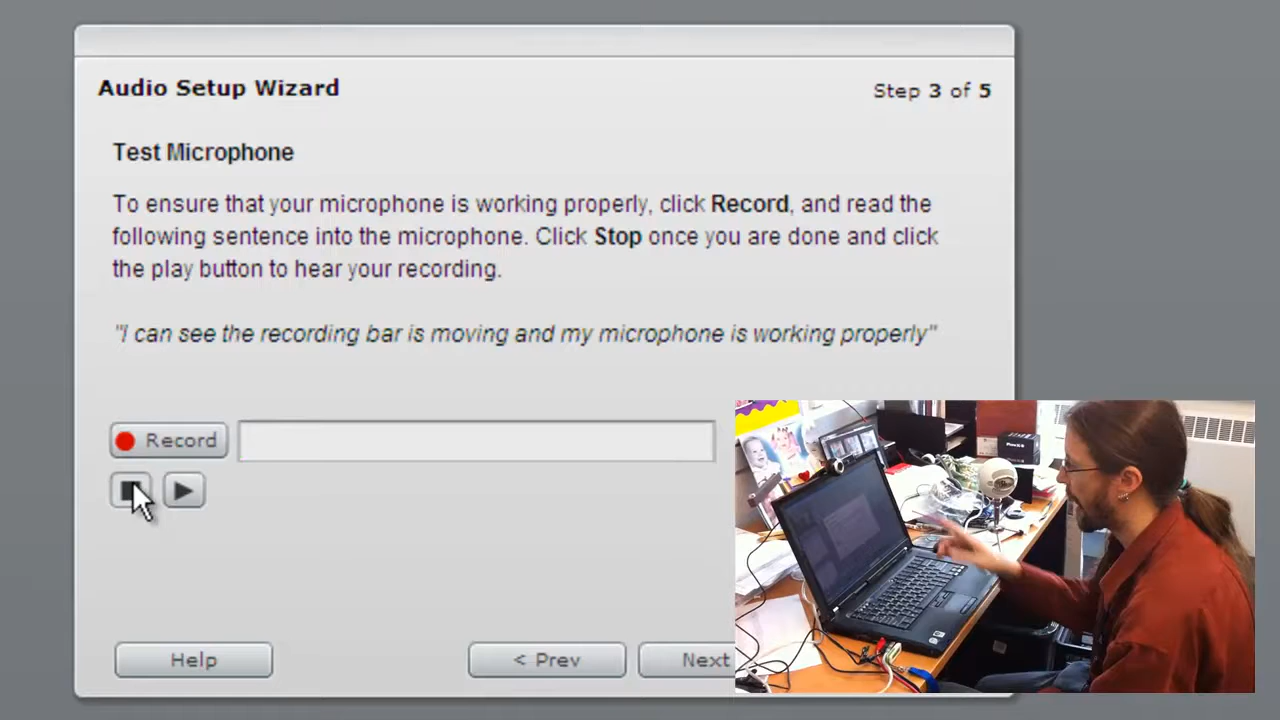 Audio Setup Wizard
Step 3 of 5
Test Microphone
To ensure that your microphone is working properly, click Record, and read the
following sentence into the microphone. Click Stop once you are done and click
the play button to hear your recording.
"I can see the recording bar is moving and my microphone is working properly"
Record
Help
< Prev
Next